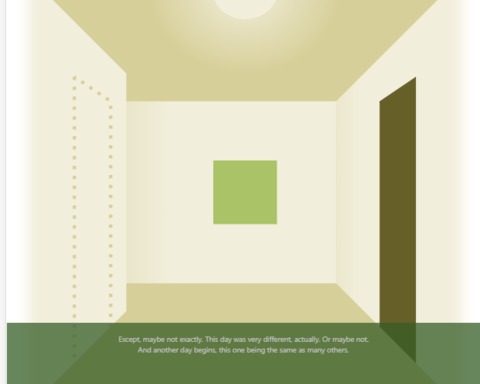 Except, maybe not exactly. This day was very different, actually. Or maybe not.
And another day begins, this one being the same as many others.